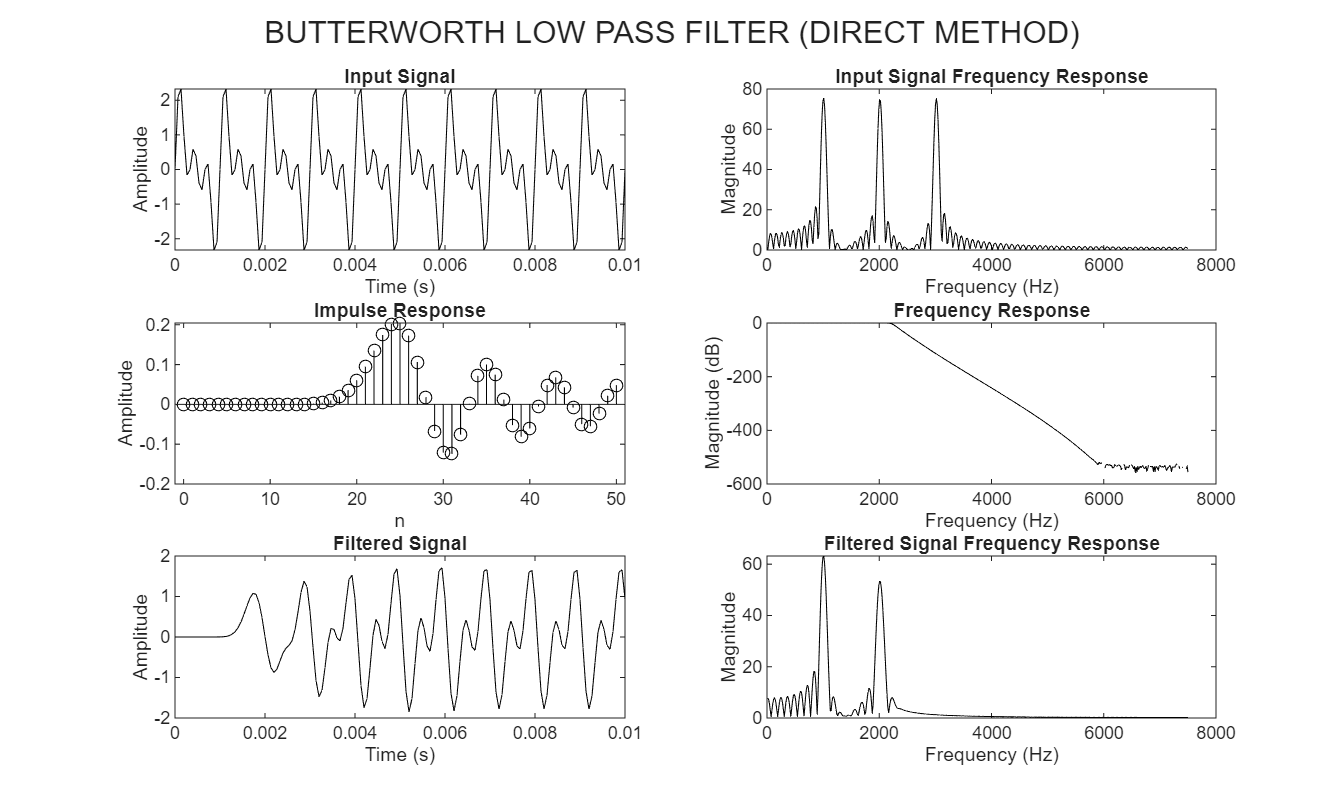 BUTTERWORTH LOW PASS FILTER (DIRECT METHOD)
Input Signal
Amplitude
2
1
0
-1
-2
0 0.002 0.004 0.006 0.008 0.01
Time (s)
Input Signal Frequency Response
Magnitude
80
60
40
20
0
0 2000 4000 6000 8000
Frequency (Hz)
Impulse Response
Amplitude
0.2
0.1
0
-0.1
-0.2
0 10 20 30 40 50
n
Frequency Response
Magnitude (dB)
0
-200
-400
-600
0 2000 4000 6000 8000
Frequency (Hz)
Filtered Signal
Amplitude
2
1
0
-1
-2
0 0.002 0.004 0.006 0.008 0.01
Time (s)
Filtered Signal Frequency Response
Magnitude
60
40
20
0
0 2000 4000 6000 8000
Frequency (Hz)